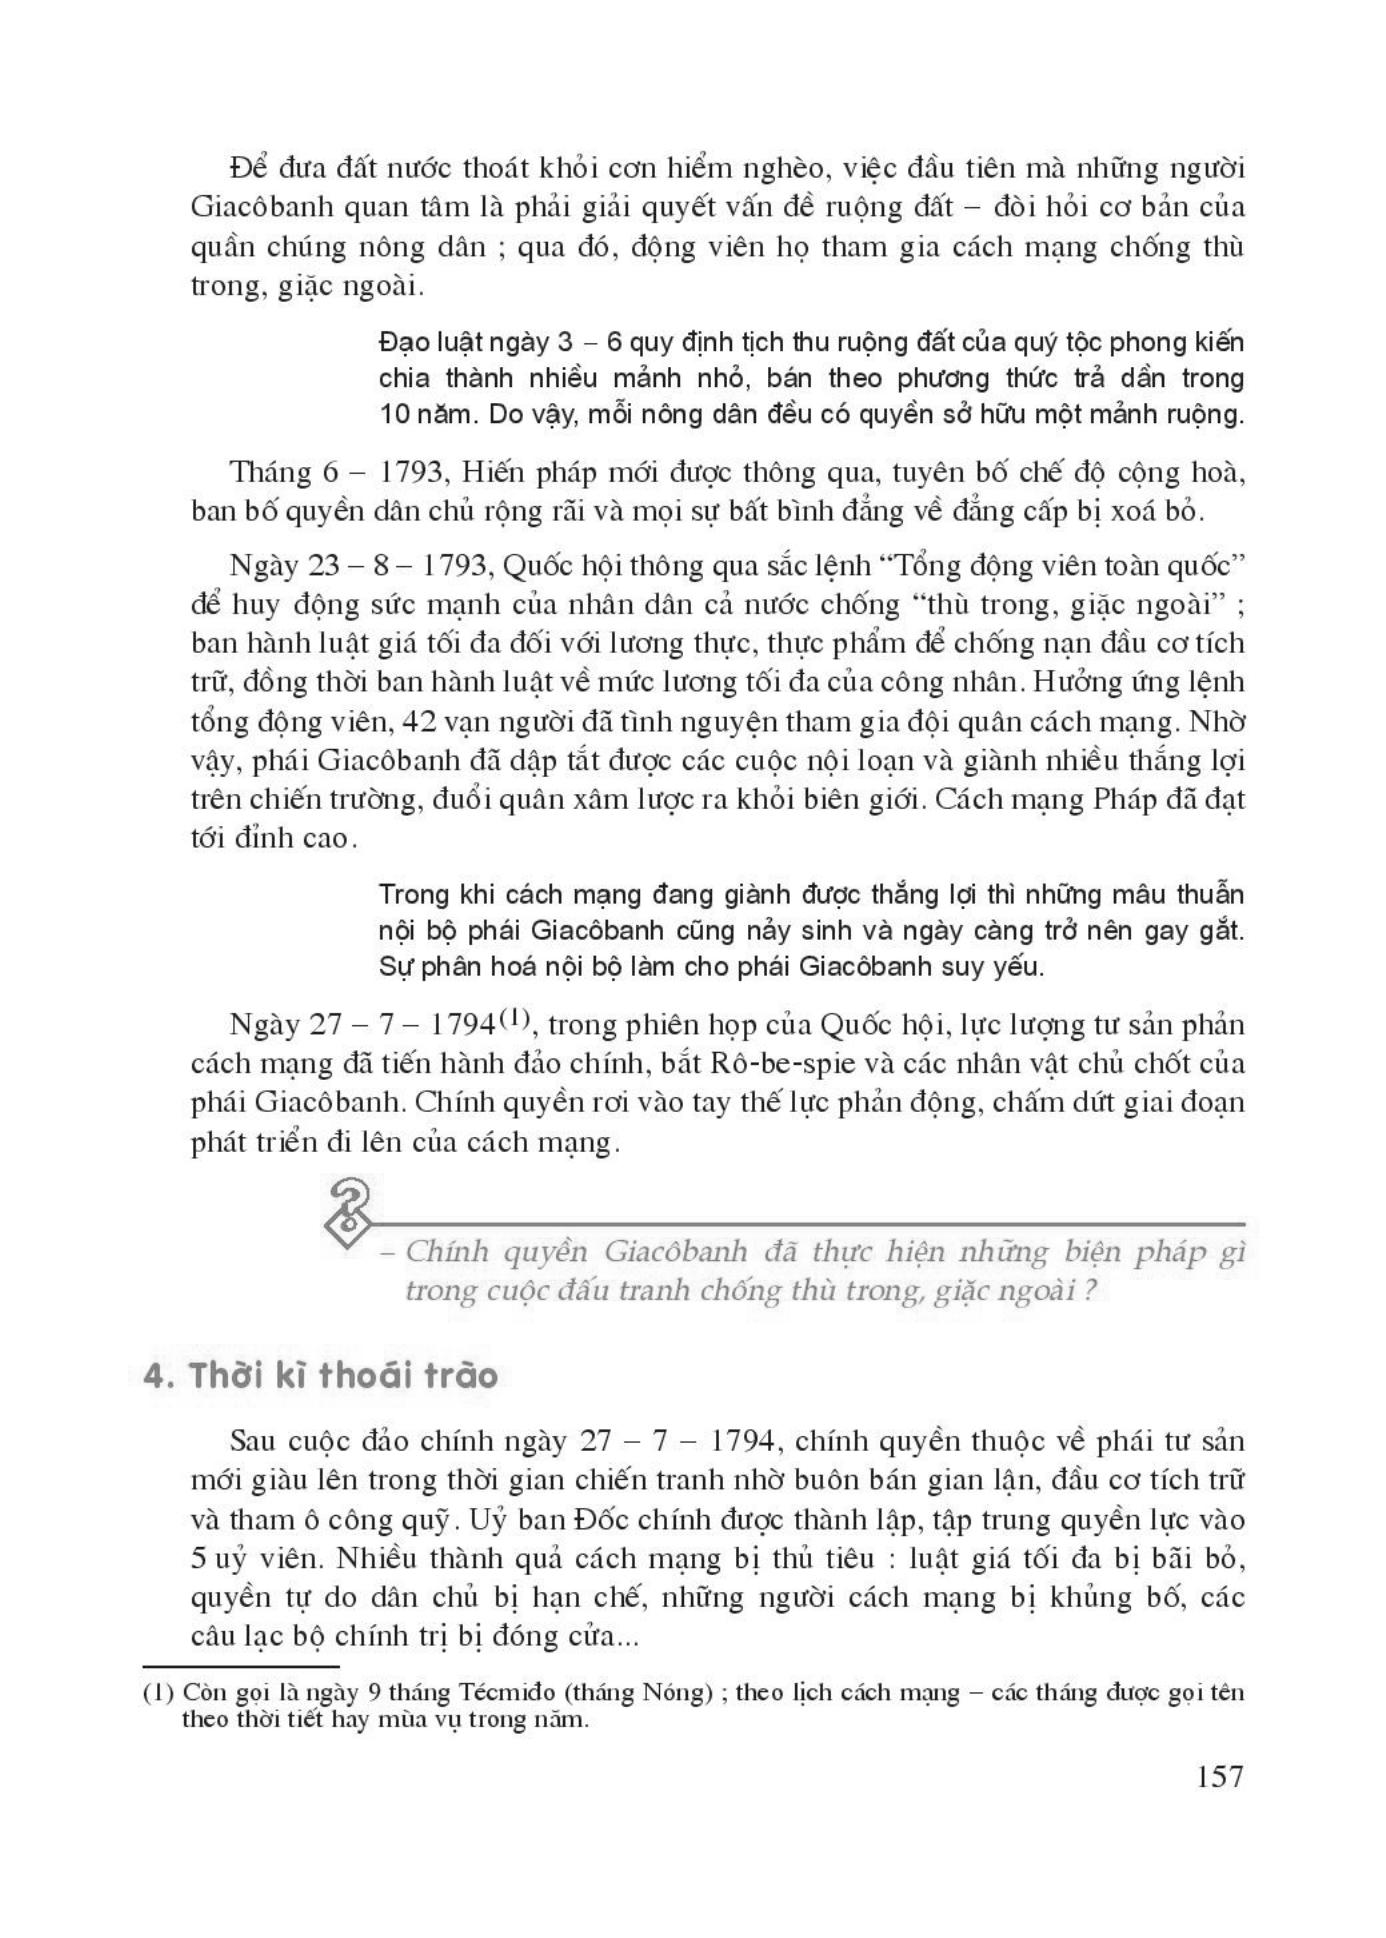 Để đưa đất nước thoát khỏi cơn hiểm nghèo, việc đầu tiên mà những người
Giacôbanh quan tâm là phải giải quyết vấn đề ruộng đất – đòi hỏi cơ bản của
quần chúng nông dân ; qua đó, động viên họ tham gia cách mạng chống thù
trong, giặc ngoài.
Đạo luật ngày 3 – 6 quy định tịch thu ruộng đất của quý tộc phong kiến
chia thành nhiều mảnh nhỏ, bán theo phương thức trả dần trong
10 năm. Do vậy, mỗi nông dân đều có quyền sở hữu một mảnh ruộng.
Tháng 6 – 1793, Hiến pháp mới được thông qua, tuyên bố chế độ cộng hoà,
ban bố quyền dân chủ rộng rãi và mọi sự bất bình đẳng về đẳng cấp bị xoá bỏ.
Ngày 23 – 8 – 1793, Quốc hội thông qua sắc lệnh “Tổng động viên toàn quốc”
để huy động sức mạnh của nhân dân cả nước chống “thù trong, giặc ngoài” ;
ban hành luật giá tối đa đối với lương thực, thực phẩm để chống nạn đầu cơ tích
trữ, đồng thời ban hành luật về mức lương tối đa của công nhân. Hưởng ứng lệnh
tổng động viên, 42 vạn người đã tình nguyện tham gia đội quân cách mạng. Nhờ
vậy, phái Giacôbanh đã dập tắt được các cuộc nội loạn và giành nhiều thắng lợi
trên chiến trường, đuổi quân xâm lược ra khỏi biên giới. Cách mạng Pháp đã đạt
tới đỉnh cao.
Trong khi cách mạng đang giành được thắng lợi thì những mâu thuẫn
nội bộ phái Giacôbanh cũng nảy sinh và ngày càng trở nên gay gắt.
Sự phân hoá nội bộ làm cho phái Giacôbanh suy yếu.
Ngày 27 – 7 – 1794(1), trong phiên họp của Quốc hội, lực lượng tư sản phản
cách mạng đã tiến hành đảo chính, bắt Rô-be-spie và các nhân vật chủ chốt của
phái Giacôbanh. Chính quyền rơi vào tay thế lực phản động, chấm dứt giai đoạn
phát triển đi lên của cách mạng.
?
– Chính quyền Giacôbanh đã thực hiện những biện pháp gì
trong cuộc đấu tranh chống thù trong, giặc ngoài ?
4. Thời kì thoái trào
Sau cuộc đảo chính ngày 27 – 7 – 1794, chính quyền thuộc về phái tư sản
mới giàu lên trong thời gian chiến tranh nhờ buôn bán gian lận, đầu cơ tích trữ
và tham ô công quỹ. Uỷ ban Đốc chính được thành lập, tập trung quyền lực vào
5 uỷ viên. Nhiều thành quả cách mạng bị thủ tiêu : luật giá tối đa bị bãi bỏ,
quyền tự do dân chủ bị hạn chế, những người cách mạng bị khủng bố, các
câu lạc bộ chính trị bị đóng cửa...
(1) Còn gọi là ngày 9 tháng Técmiđo (tháng Nóng) ; theo lịch cách mạng – các tháng được gọi tên
theo thời tiết hay mùa vụ trong năm.
157